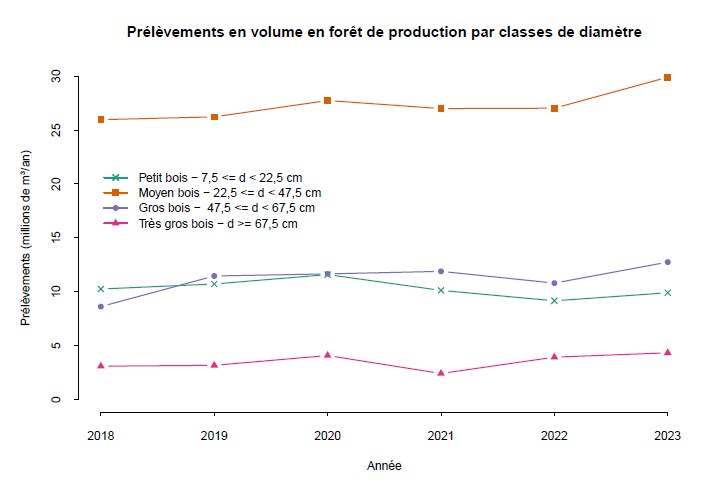 Prélèvements en volume en forêt de production par classes de diamètre
Prélèvements (millions de m³/an)
30
25
20
15
10
5
0
Petit bois − 7,5 <= d < 22,5 cm
Moyen bois − 22,5 <= d < 47,5 cm
Gros bois − 47,5 <= d < 67,5 cm
Très gros bois − d >= 67,5 cm
2018 2019 2020 2021 2022 2023
Année